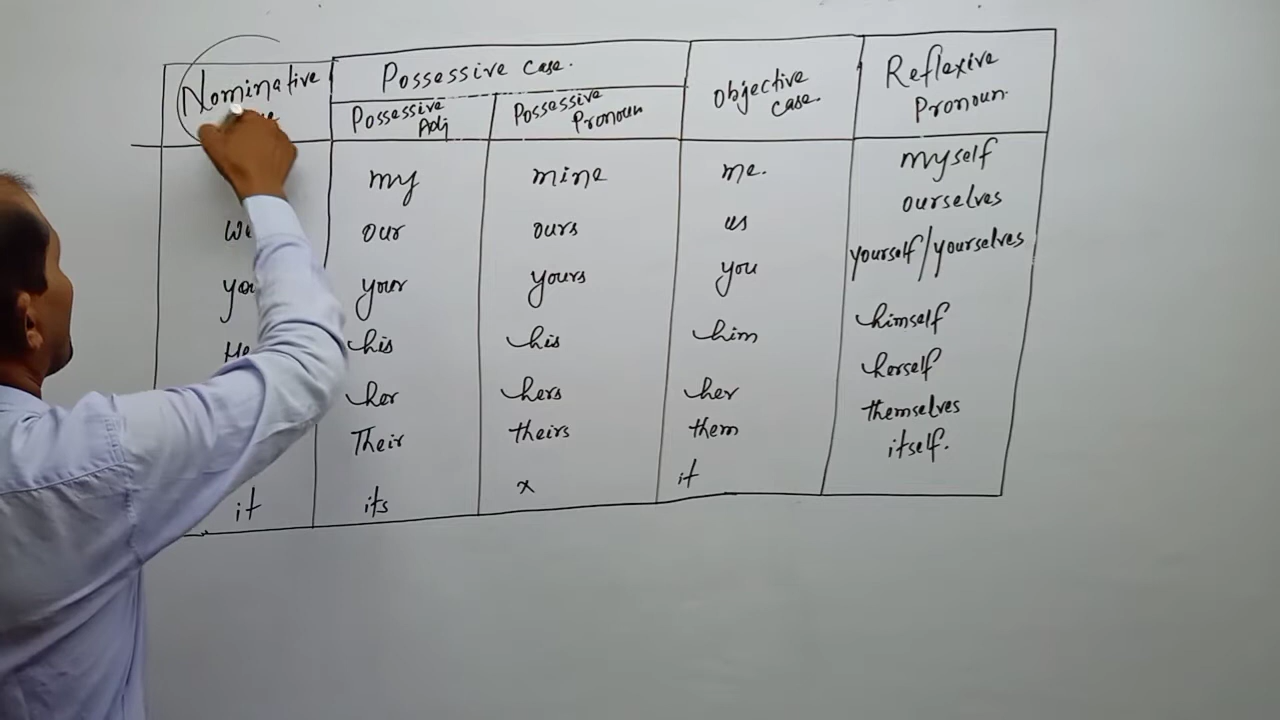 Nominative
Possessive case.
Possessive Adj
Possessive Pronoun
Objective case.
Reflexive Pronoun.
my mine me. myself
our ours us ourselves
your yours you yourself/yourselves
his his him himself
her hers her herself
Their theirs them themselves
it its x it itself.